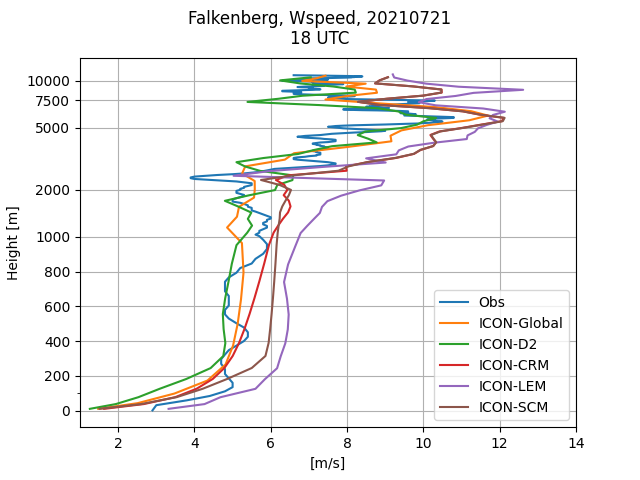 Falkenberg, Wspeed, 20210721
18 UTC
10000
7500
5000
2000
1000
800
600
400
200
0
Height [m]
2 4 6 8 10 12 14
[m/s]
Obs
ICON-Global
ICON-D2
ICON-CRM
ICON-LEM
ICON-SCM